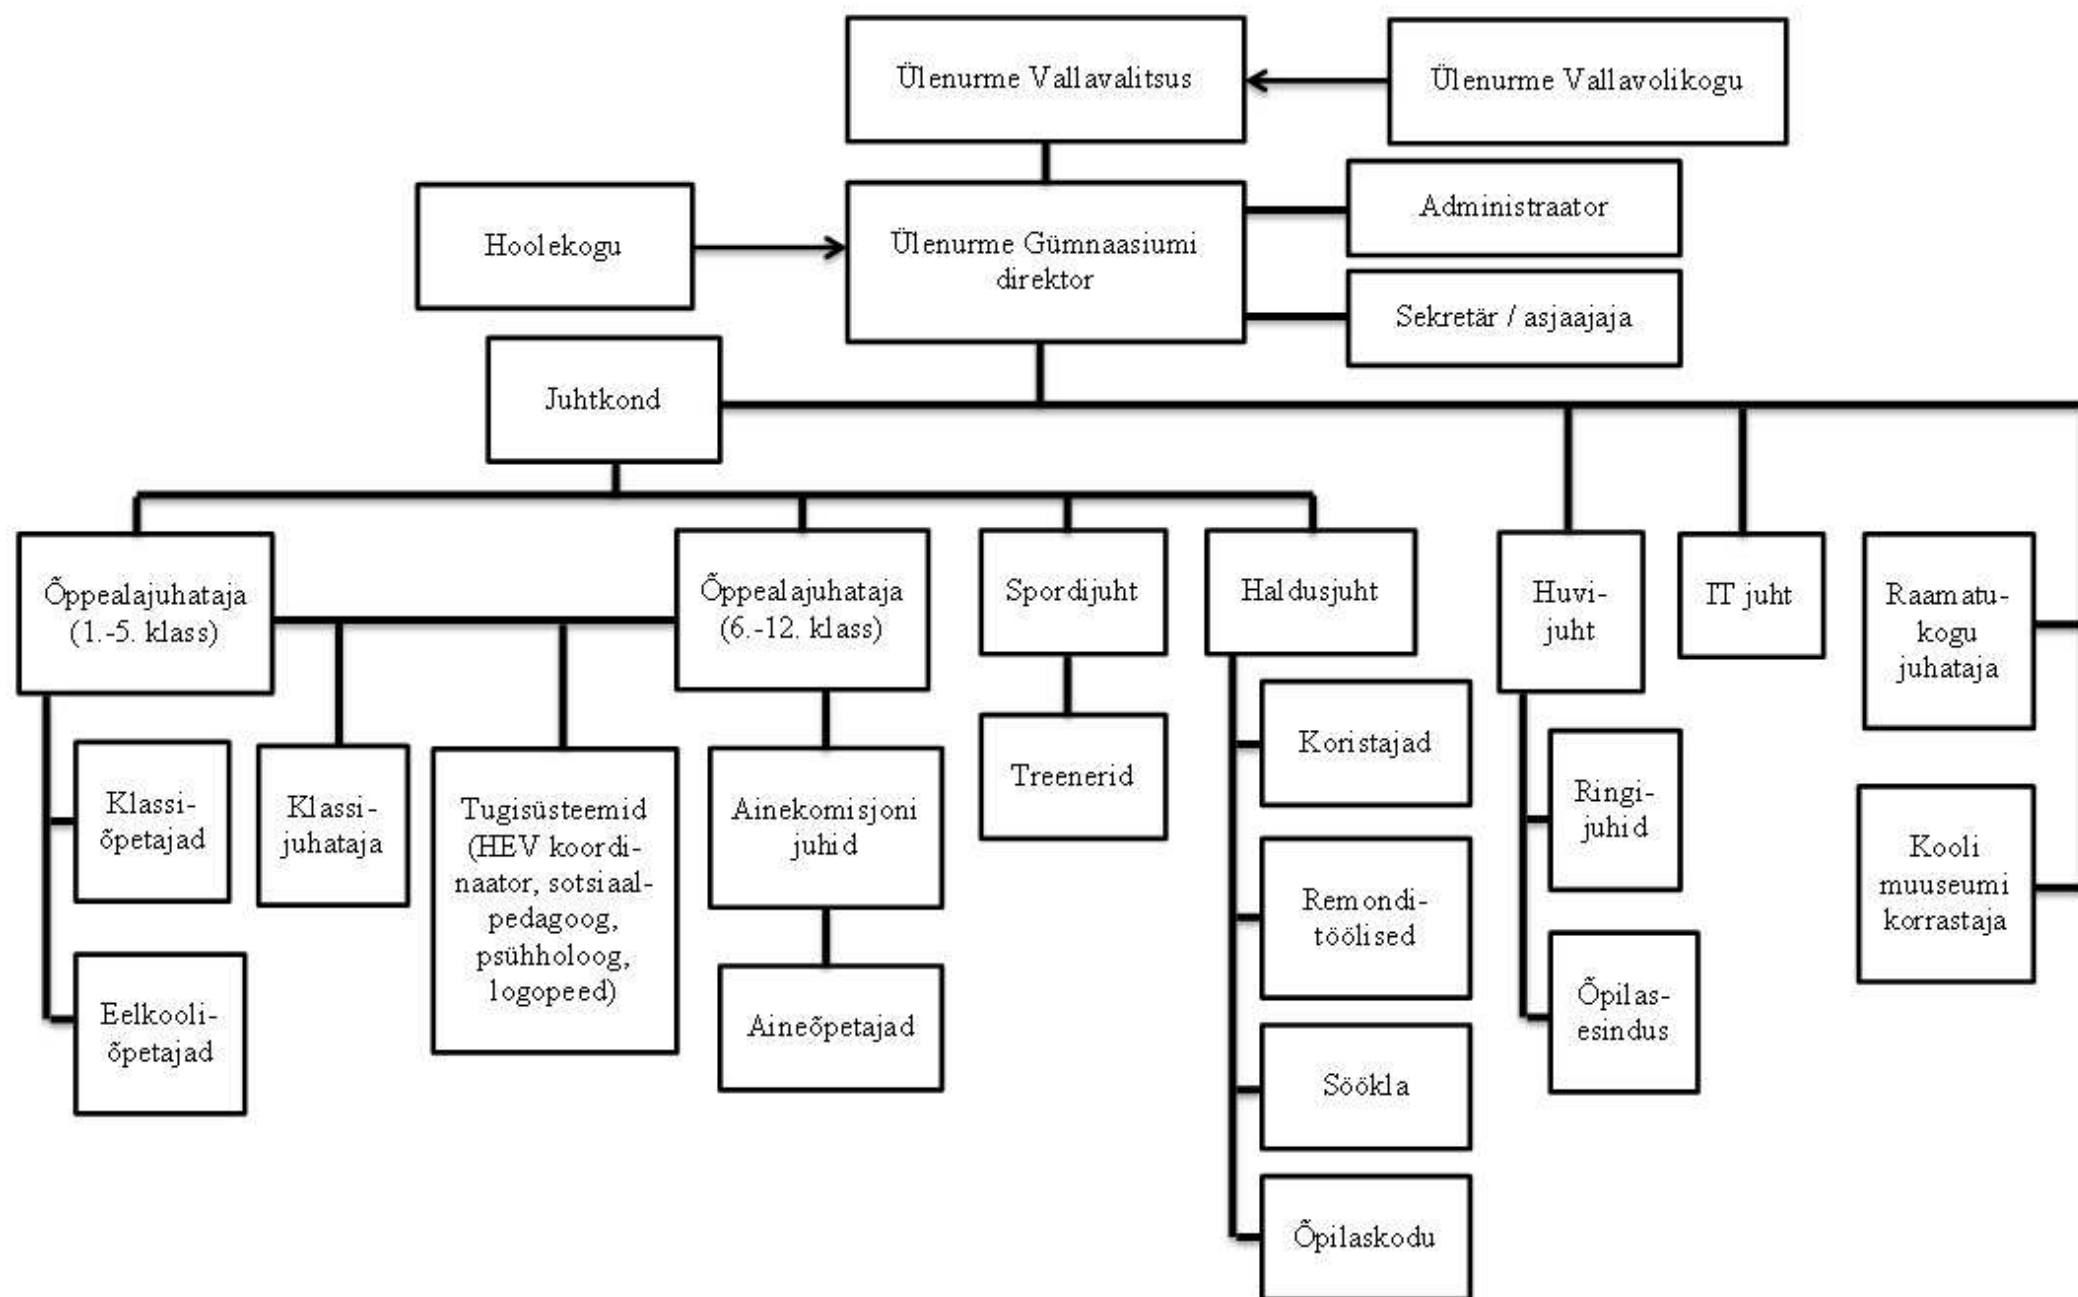 Ülenurme Vallavalitsus
Ülenurme Vallavolikogu
Hoolekogu
Ülenurme Gümnaasiumi
direktor
Administraator
Sekretär / asjaajaja
Juhtkond
Õppealajuhataja
(1.-5. klass)
Õppealajuhataja
(6.-12. klass)
Spordijuht
Haldusjuht
Huvi-
juht
IT juht
Raamatu-
kogu
juhataja
Klassi-
õpetajad
Klassi-
juhataja
Tugisüsteemid
(HEV koordi-
naator, sotsiaal-
pedagoog,
psühholoog,
logopeed)
Ainekomisjoni
juhid
Treenerid
Koristajad
Ringi-
juhid
Kooli
muuseumi
korrastaja
Eelkooli-
õpetajad
Aineõpetajad
Remondi-
töölised
Õpilas-
esindus
Söökla
Õpilaskodu